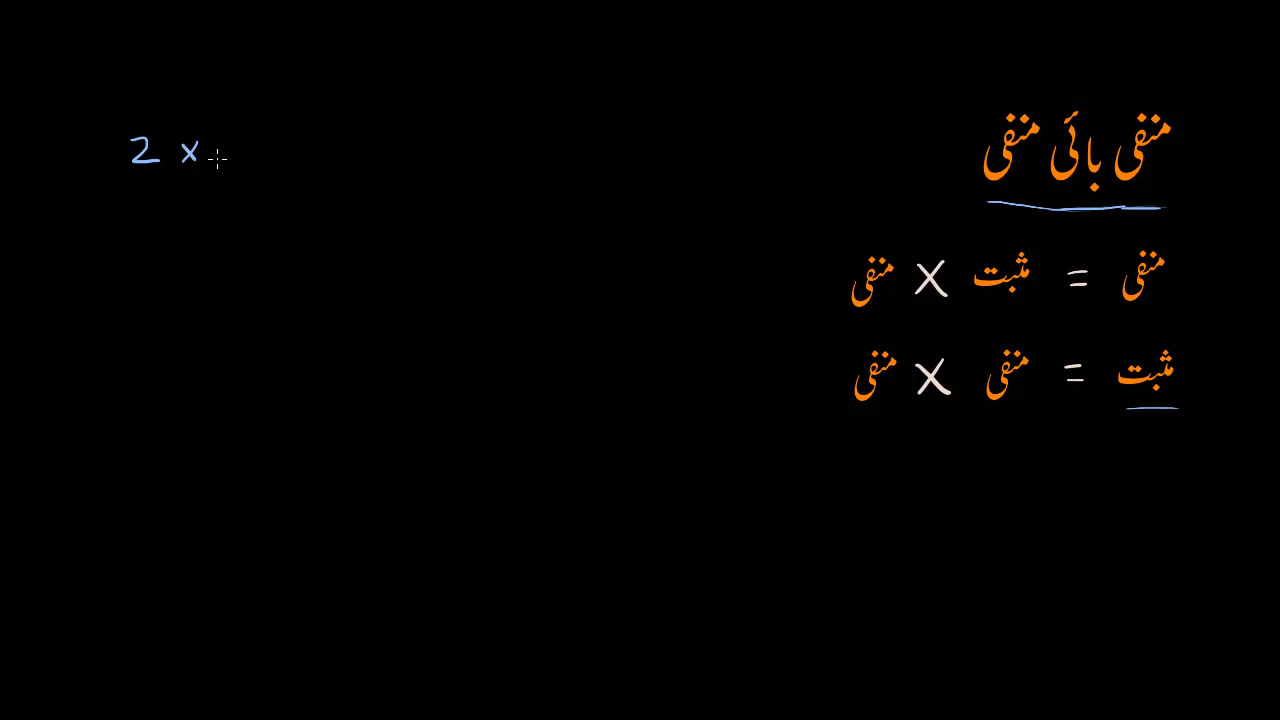 2 ×
منفی بائی منفی
منفی × مثبت = منفی
منفی × منفی = مثبت